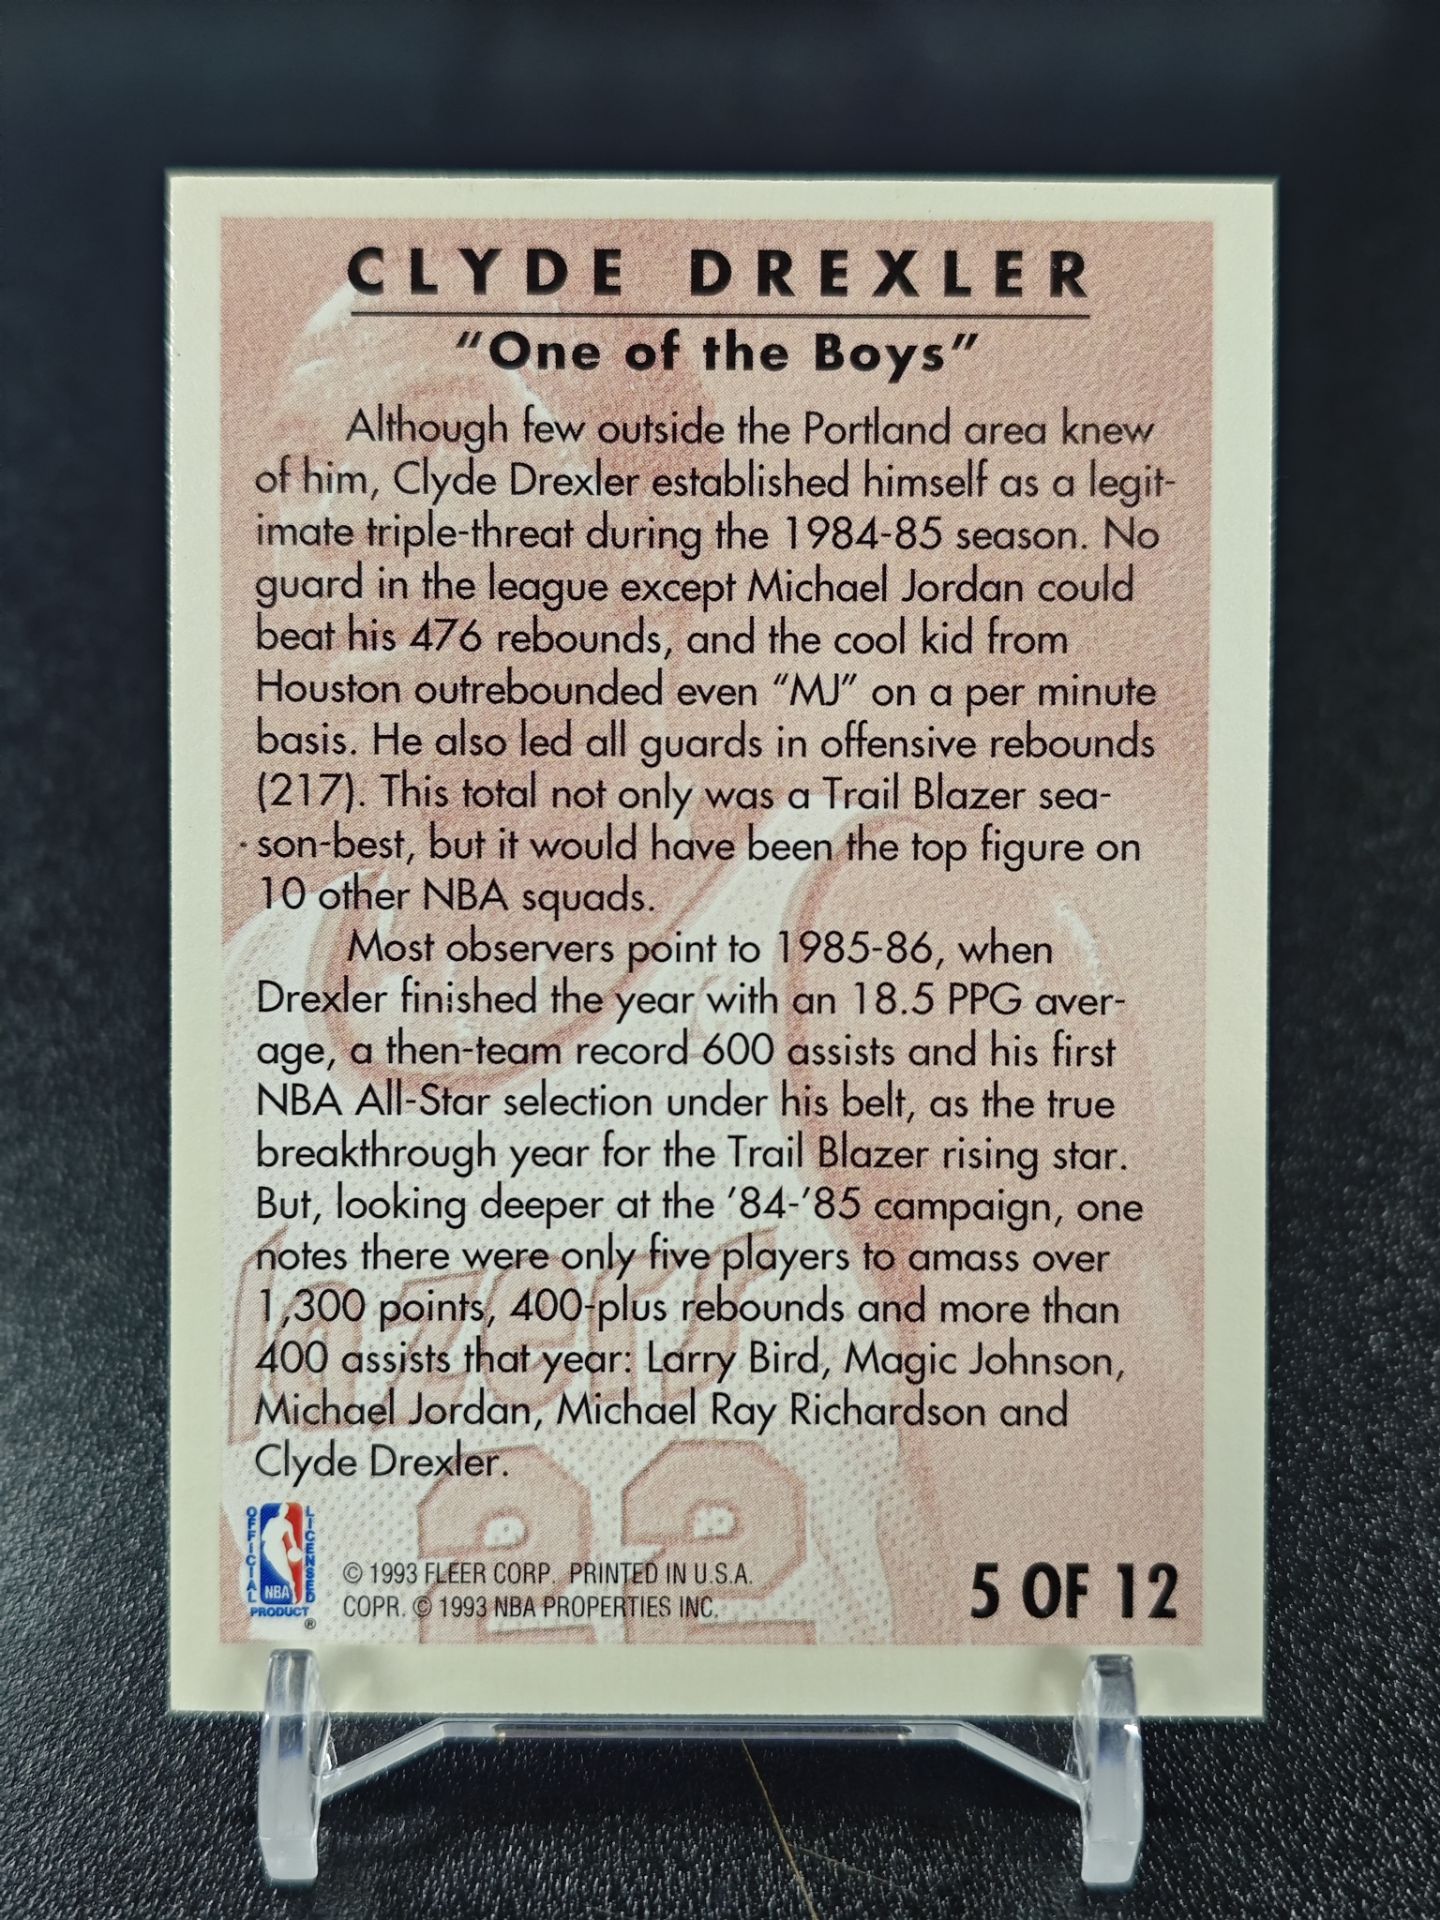 CLYDE DREXLER
“One of the Boys”
Although few outside the Portland area knew
of him, Clyde Drexler established himself as a legit-
imate triple-threat during the 1984-85 season. No
guard in the league except Michael Jordan could
beat his 476 rebounds, and the cool kid from
Houston outrebounded even “MJ” on a per minute
basis. He also led all guards in offensive rebounds
(217). This total not only was a Trail Blazer sea-
son-best, but it would have been the top figure on
10 other NBA squads.
Most observers point to 1985-86, when
Drexler finished the year with an 18.5 PPG aver-
age, a then-team record 600 assists and his first
NBA All-Star selection under his belt, as the true
breakthrough year for the Trail Blazer rising star.
But, looking deeper at the ’84-’85 campaign, one
notes there were only five players to amass over
1,300 points, 400-plus rebounds and more than
400 assists that year: Larry Bird, Magic Johnson,
Michael Jordan, Michael Ray Richardson and
Clyde Drexler.
22
OFFICIAL LICENSED
NBA
PRODUCT
®
© 1993 FLEER CORP. PRINTED IN U.S.A.
COPR. © 1993 NBA PROPERTIES INC.
5 OF 12